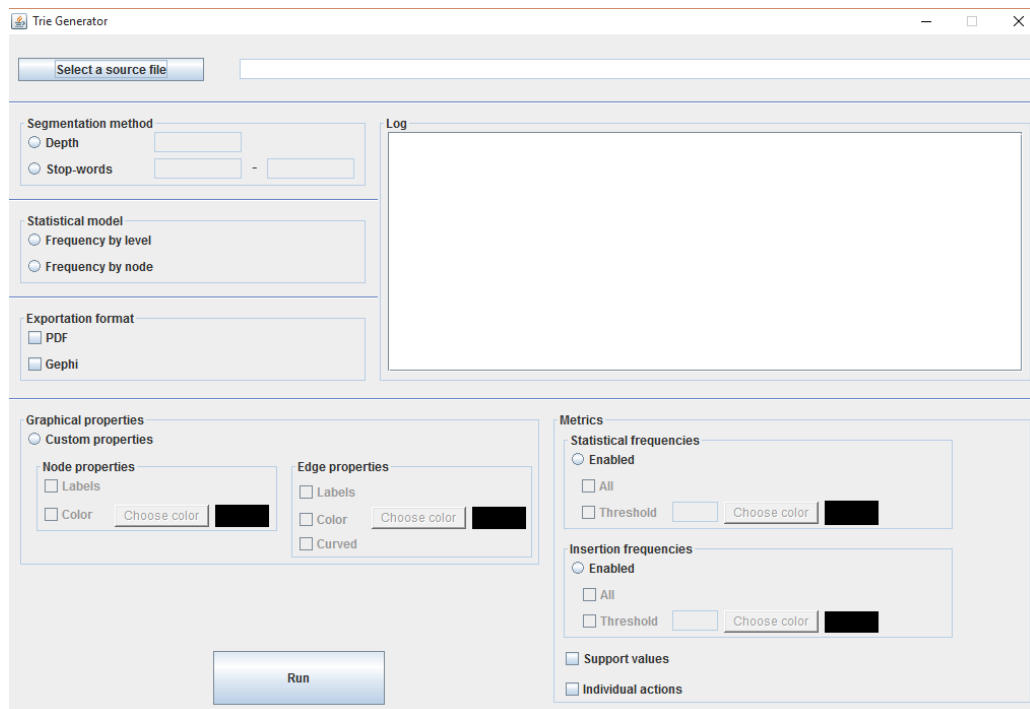 Trie Generator
Select a source file
Segmentation method
Depth
Stop-words -
Log
Statistical model
Frequency by level
Frequency by node
Exportation format
PDF
Gephi
Graphical properties
Custom properties
Node properties
Labels
Color Choose color
Edge properties
Labels
Color Choose color
Curved
Metrics
Statistical frequencies
Enabled
All
Threshold Choose color
Insertion frequencies
Enabled
All
Threshold Choose color
Support values
Individual actions
Run